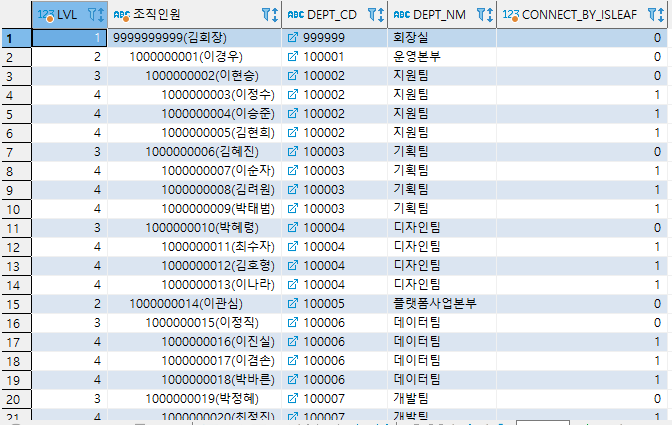 123 LVL ABC 조직인원 ABC DEPT_CD ABC DEPT_NM 123 CONNECT_BY_ISLEAF
1 1 9999999999(김회장) 999999 회장실 0
2 2 1000000001(이경우) 100001 운영본부 0
3 3 1000000002(이현승) 100002 지원팀 0
4 4 1000000003(이정수) 100002 지원팀 1
5 4 1000000004(이승준) 100002 지원팀 1
6 4 1000000005(김현희) 100002 지원팀 1
7 3 1000000006(김혜진) 100003 기획팀 0
8 4 1000000007(이순자) 100003 기획팀 1
9 4 1000000008(김려원) 100003 기획팀 1
10 4 1000000009(박태범) 100003 기획팀 1
11 3 1000000010(박혜령) 100004 디자인팀 0
12 4 1000000011(최수자) 100004 디자인팀 1
13 4 1000000012(김호형) 100004 디자인팀 1
14 4 1000000013(이나라) 100004 디자인팀 1
15 2 1000000014(이관심) 100005 플랫폼사업본부 0
16 3 1000000015(이정직) 100006 데이터팀 0
17 4 1000000016(이진실) 100006 데이터팀 1
18 4 1000000017(이겸손) 100006 데이터팀 1
19 4 1000000018(박바른) 100006 데이터팀 1
20 3 1000000019(박정혜) 100007 개발팀 0
21 4 1000000020(최정진) 100007 개발팀 1